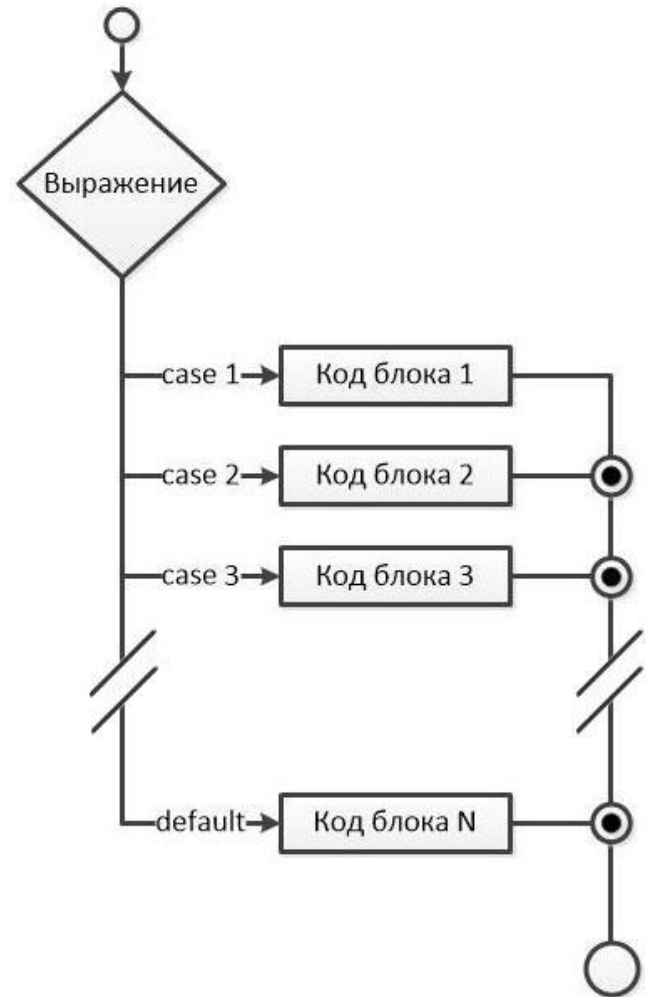 Выражение
case 1
Код блока 1
case 2
Код блока 2
case 3
Код блока 3
default
Код блока N